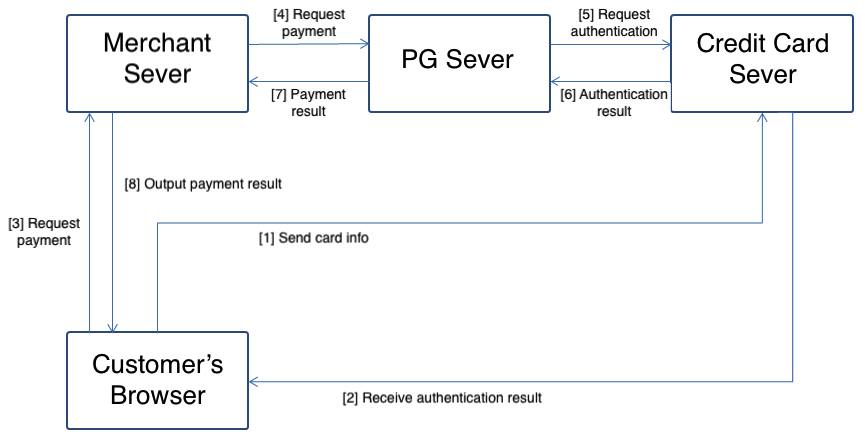 [4] Request
payment
[5] Request
authentication
Merchant
Sever
PG Sever
Credit Card
Sever
[7] Payment
result
[6] Authentication
result
[8] Output payment result
[3] Request
payment
[1] Send card info
Customer’s
Browser
[2] Receive authentication result